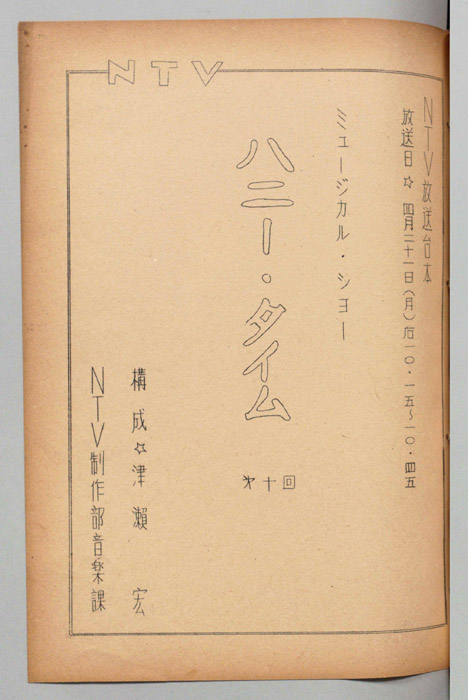 NTV
NTV放送台本
放送日☆四月二十一日(月)后一〇・一五〜一〇・四五
ミュージカル・ショー
ハニー・タイム
㐧十回
構成☆津瀬宏
NTV制作部音楽課